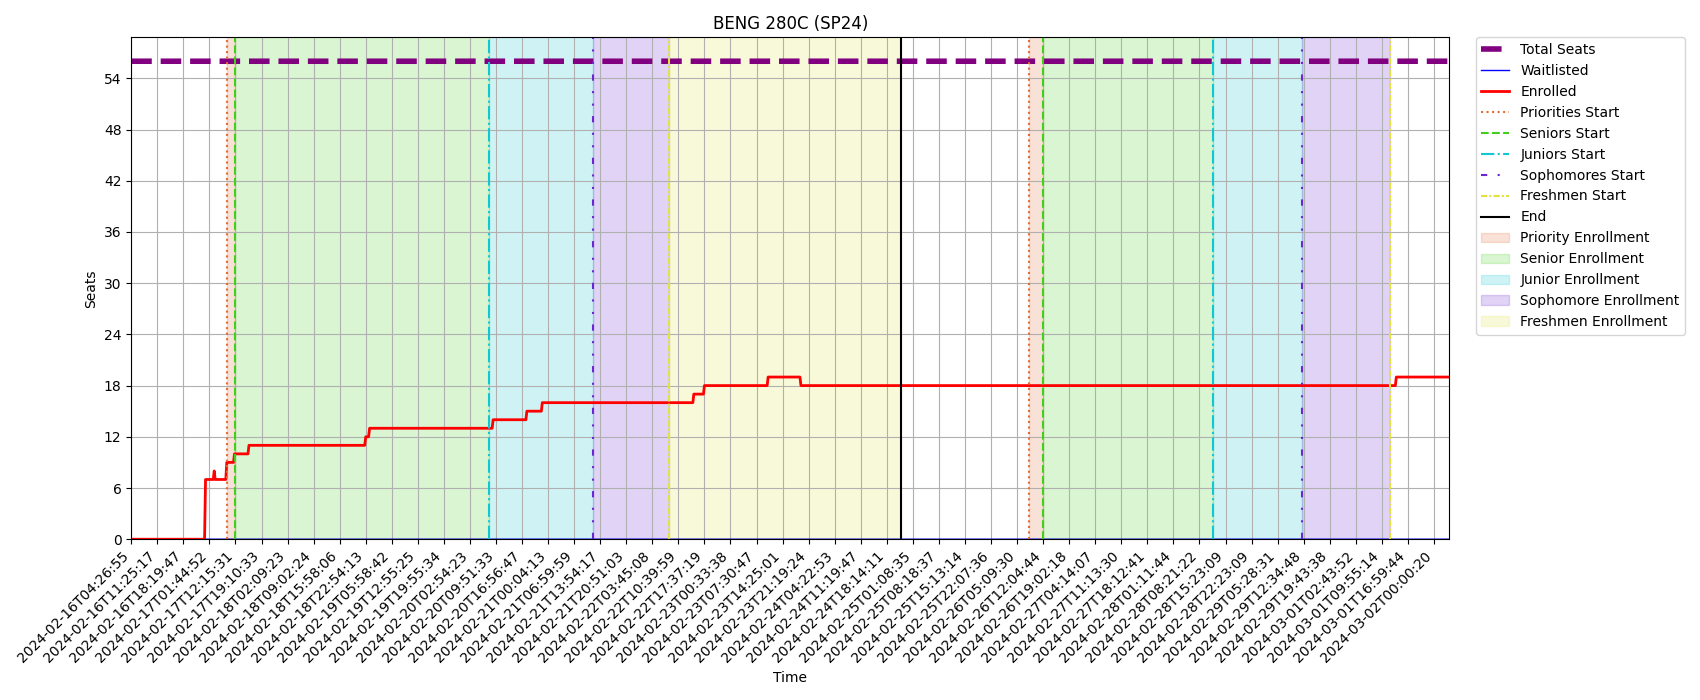 BENG 280C (SP24)
Seats
54
48
42
36
30
24
18
12
6
0
2024-02-16T04:26:55
2024-02-16T11:25:17
2024-02-16T18:19:47
2024-02-17T01:44:52
2024-02-17T12:15:31
2024-02-17T19:10:33
2024-02-18T02:09:23
2024-02-18T09:02:24
2024-02-18T15:58:06
2024-02-18T22:54:13
2024-02-19T05:58:42
2024-02-19T12:55:25
2024-02-19T19:55:34
2024-02-20T02:54:23
2024-02-20T09:51:33
2024-02-20T16:56:47
2024-02-21T00:04:13
2024-02-21T06:59:59
2024-02-21T13:54:17
2024-02-21T20:51:03
2024-02-22T03:45:08
2024-02-22T10:39:59
2024-02-22T17:37:19
2024-02-23T00:33:38
2024-02-23T07:30:47
2024-02-23T14:25:01
2024-02-23T21:19:24
2024-02-24T04:22:53
2024-02-24T11:19:47
2024-02-24T18:14:11
2024-02-25T01:08:35
2024-02-25T08:18:37
2024-02-25T15:13:14
2024-02-25T22:07:36
2024-02-26T05:09:30
2024-02-26T12:04:44
2024-02-26T19:02:18
2024-02-27T04:14:07
2024-02-27T11:13:30
2024-02-27T18:12:41
2024-02-28T01:11:44
2024-02-28T08:21:22
2024-02-28T15:23:09
2024-02-28T22:23:09
2024-02-29T05:28:31
2024-02-29T12:34:48
2024-02-29T19:43:38
2024-03-01T02:43:52
2024-03-01T09:55:14
2024-03-01T16:59:44
2024-03-02T00:00:20
Time
Total Seats
Waitlisted
Enrolled
Priorities Start
Seniors Start
Juniors Start
Sophomores Start
Freshmen Start
End
Priority Enrollment
Senior Enrollment
Junior Enrollment
Sophomore Enrollment
Freshmen Enrollment